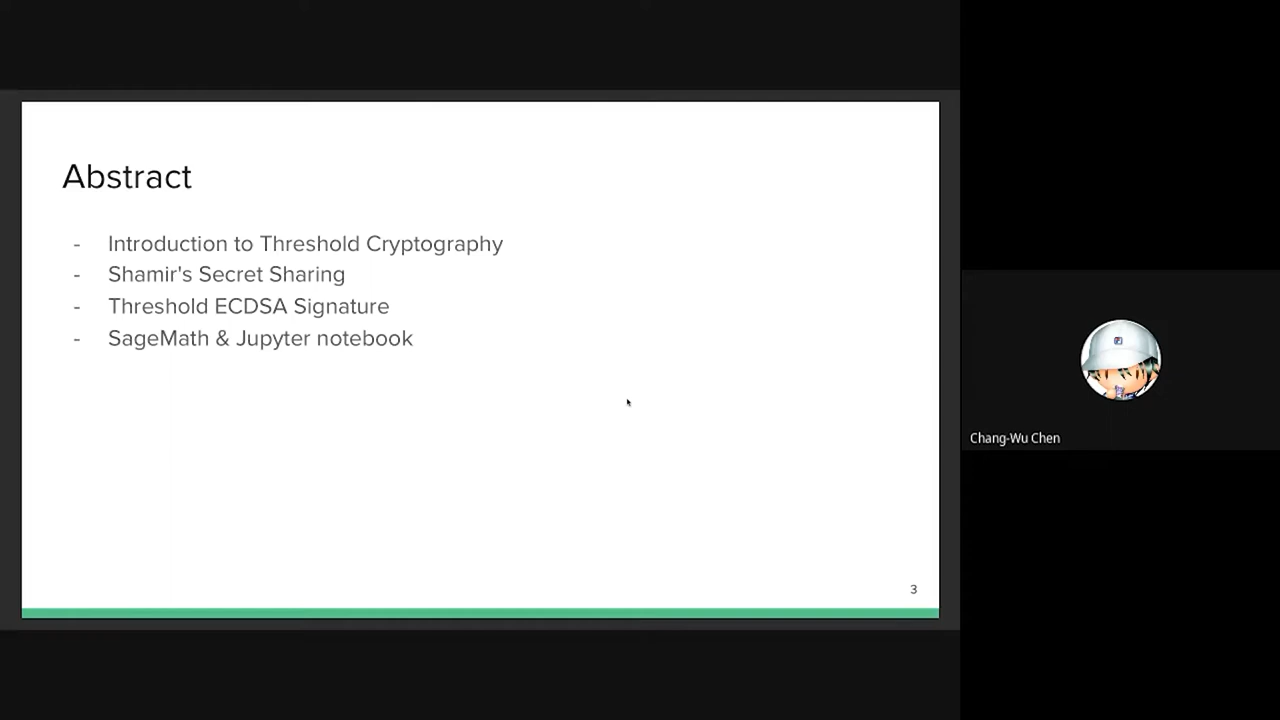 Abstract
- Introduction to Threshold Cryptography
- Shamir's Secret Sharing
- Threshold ECDSA Signature
- SageMath & Jupyter notebook
3
Chang-Wu Chen